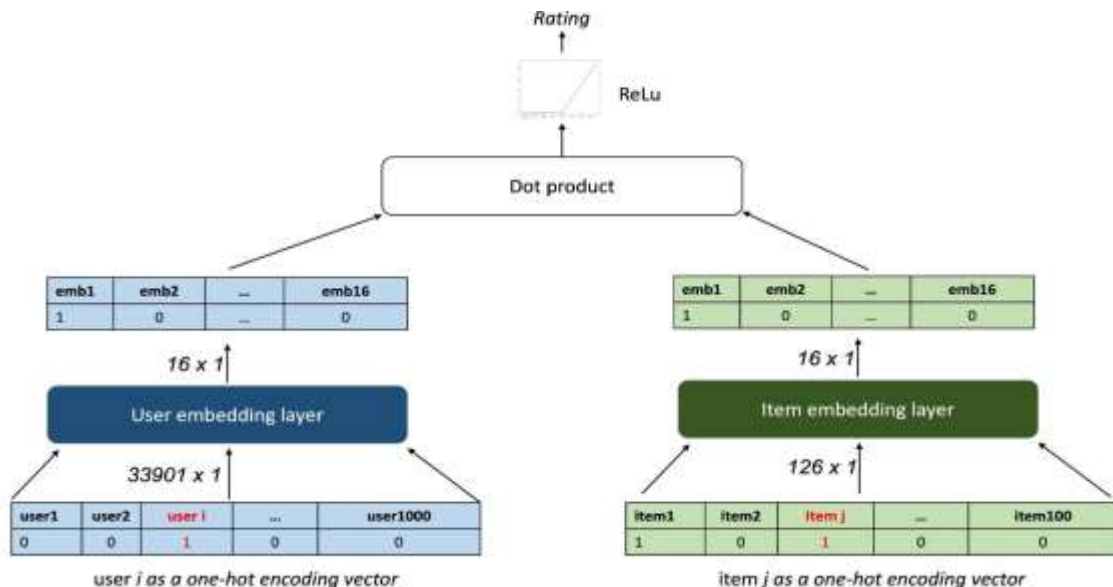 Rating
ReLu
Dot product
emb1 emb2 ... emb16
1 0 ... 0
emb1 emb2 ... emb16
1 0 ... 0
16 x 1
16 x 1
User embedding layer
Item embedding layer
33901 x 1
126 x 1
user1 user2 user i ... user1000
0 0 1 0 0
item1 item2 item j ... item100
1 0 1 0 0
user i as a one-hot encoding vector
item j as a one-hot encoding vector